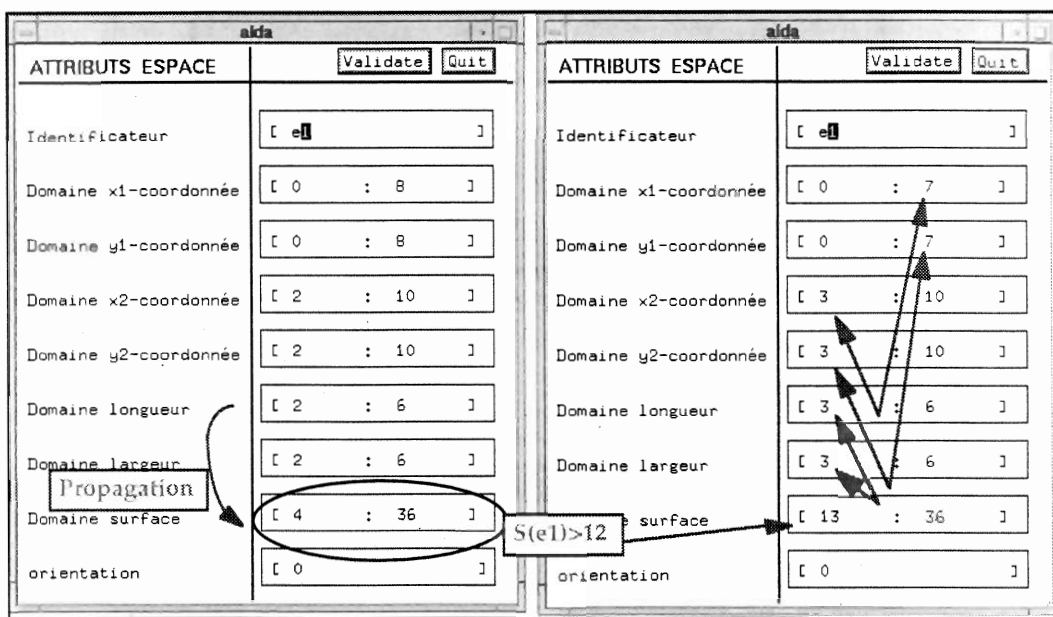 aida
ATTRIBUTS ESPACE Validate Quit
Identificateur [ e1 ]
Domaine x1-coordonnée [ 0 : 8 ]
Domaine y1-coordonnée [ 0 : 8 ]
Domaine x2-coordonnée [ 2 : 10 ]
Domaine y2-coordonnée [ 2 : 10 ]
Domaine longueur [ 2 : 6 ]
Domaine largeur [ 2 : 6 ]
Propagation
Domaine surface [ 4 : 36 ]
orientation [ 0 ]
S(e1)>12
aida
ATTRIBUTS ESPACE Validate Quit
Identificateur [ e1 ]
Domaine x1-coordonnée [ 0 : 7 ]
Domaine y1-coordonnée [ 0 : 7 ]
Domaine x2-coordonnée [ 3 : 10 ]
Domaine y2-coordonnée [ 3 : 10 ]
Domaine longueur [ 3 : 6 ]
Domaine largeur [ 3 : 6 ]
surface [ 13 : 36 ]
orientation [ 0 ]